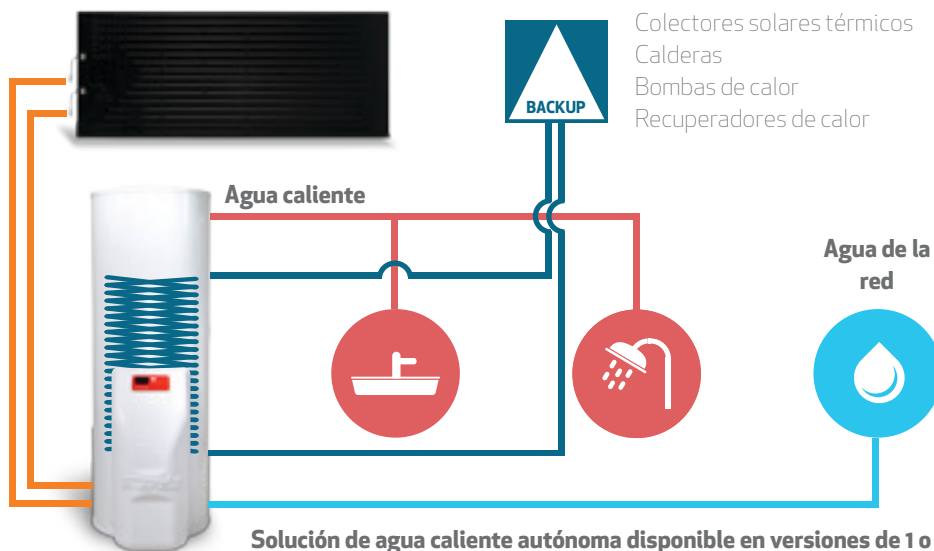 Colectores solares térmicos
Calderas
Bombas de calor
Recuperadores de calor
BACKUP
Agua caliente
Agua de la
red
Solución de agua caliente autónoma disponible en versiones de 1 o